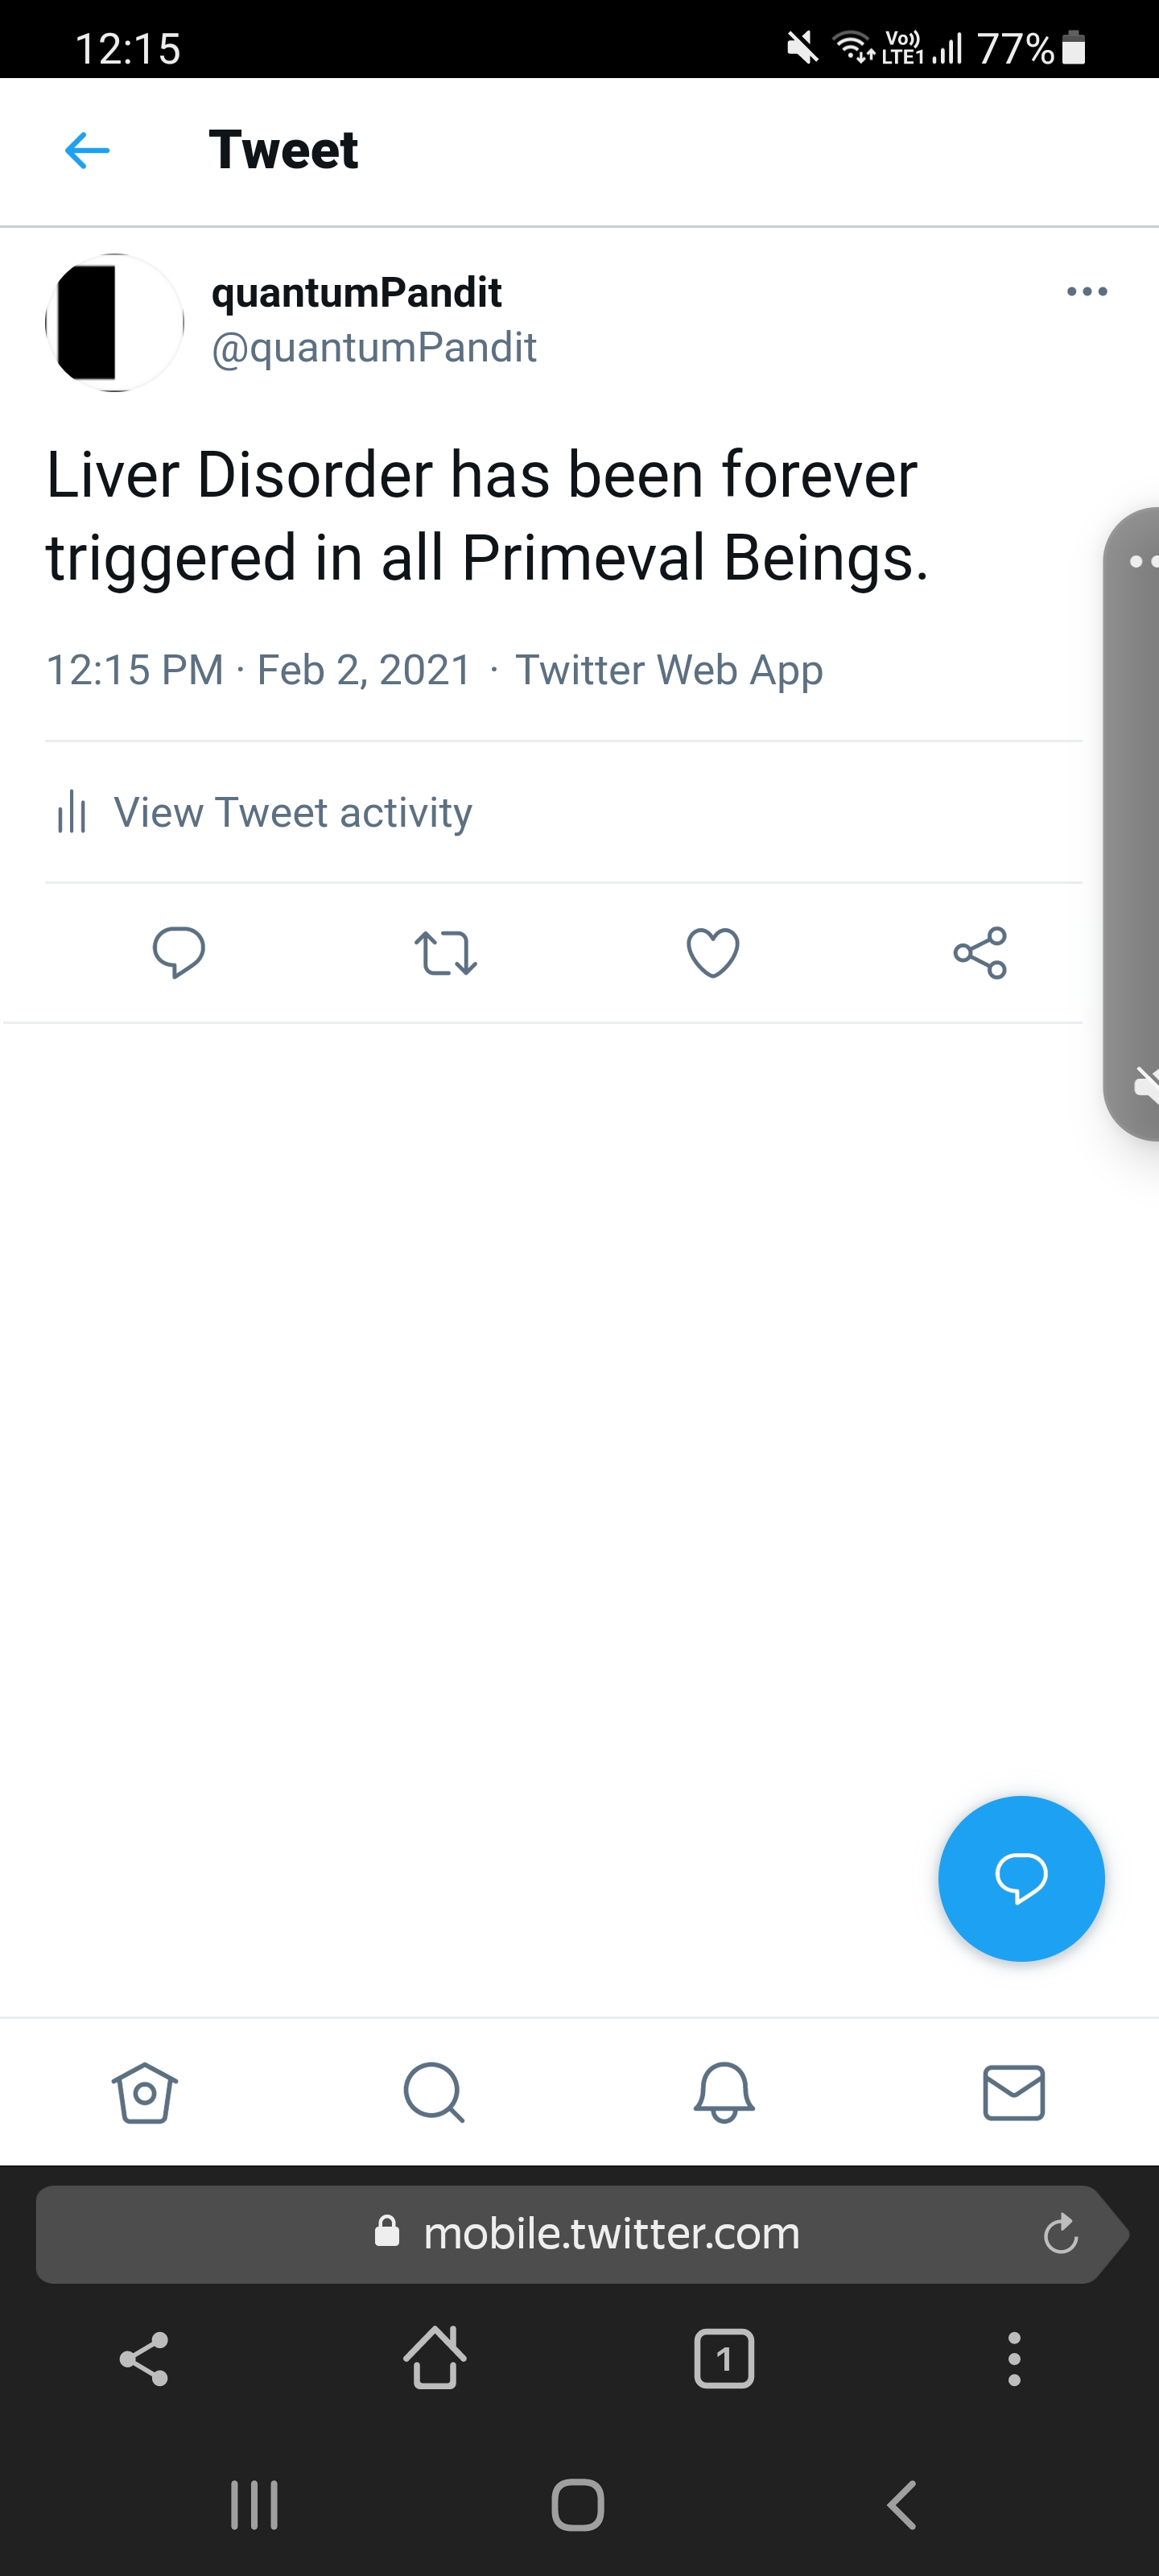 12:15
Vo)) LTE1 77%
Tweet
quantumPandit
@quantumPandit
Liver Disorder has been forever
triggered in all Primeval Beings.
12:15 PM · Feb 2, 2021 · Twitter Web App
View Tweet activity
mobile.twitter.com
1